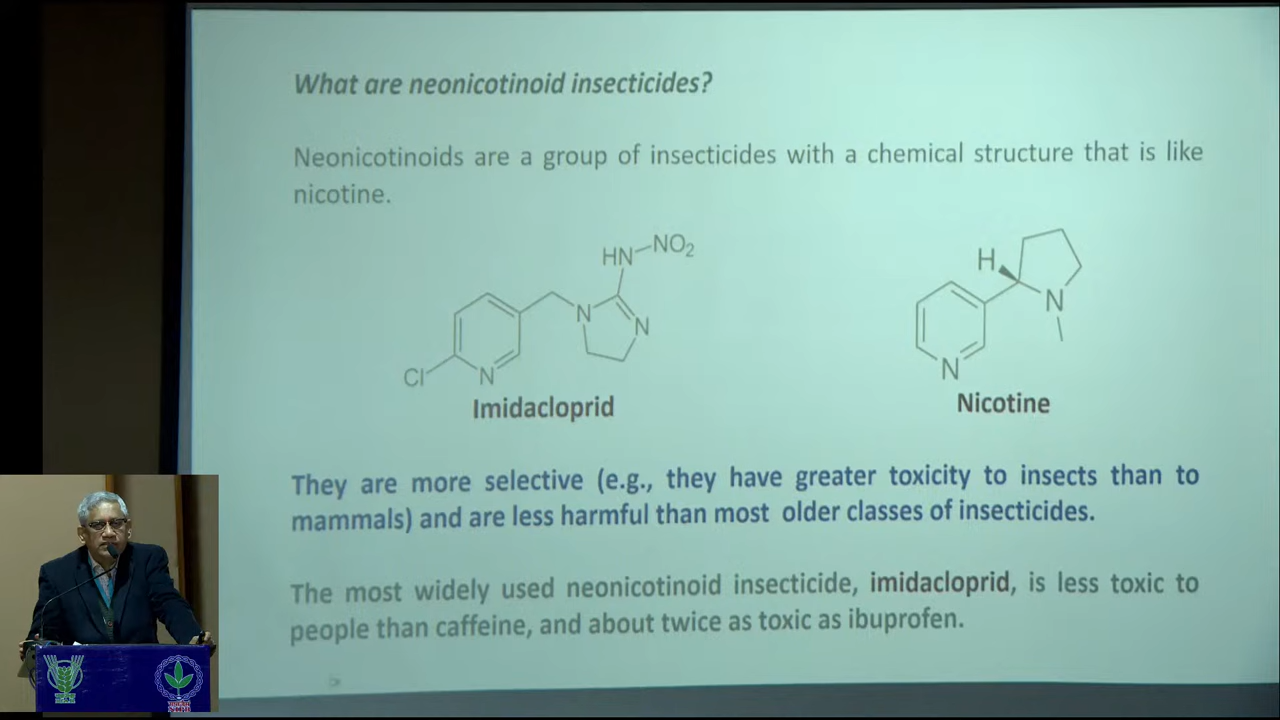 What are neonicotinoid insecticides?
Neonicotinoids are a group of insecticides with a chemical structure that is like
nicotine.
HN
NO2
N
N
Cl
N
Imidacloprid
H
N
N
Nicotine
They are more selective (e.g., they have greater toxicity to insects than to
mammals) and are less harmful than most older classes of insecticides.
The most widely used neonicotinoid insecticide, imidacloprid, is less toxic to
people than caffeine, and about twice as toxic as ibuprofen.